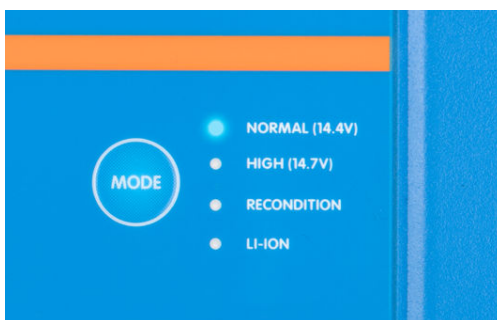 NORMAL (14.4V)
HIGH (14.7V)
MODE
RECONDITION
LI-ION